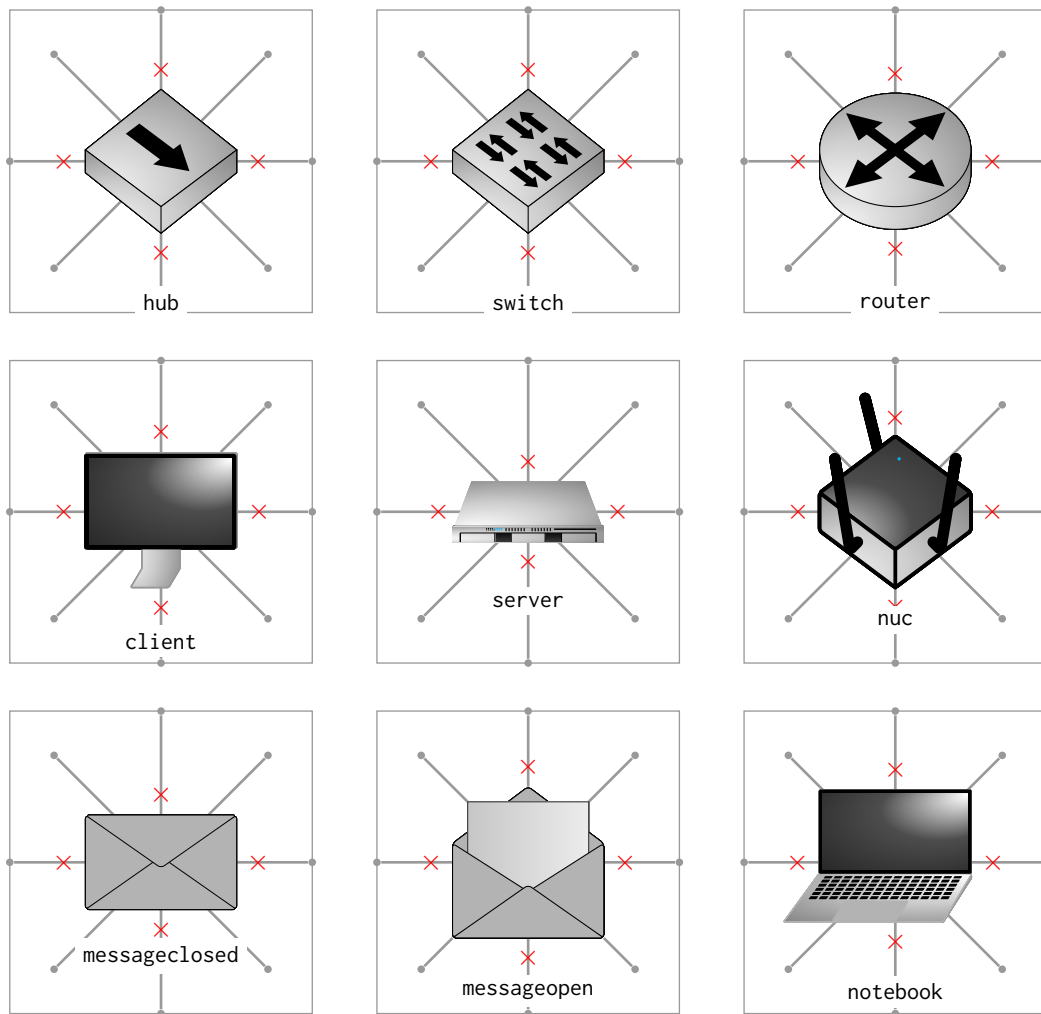 hub
switch
router
client
server
nuc
messageclosed
messageopen
notebook